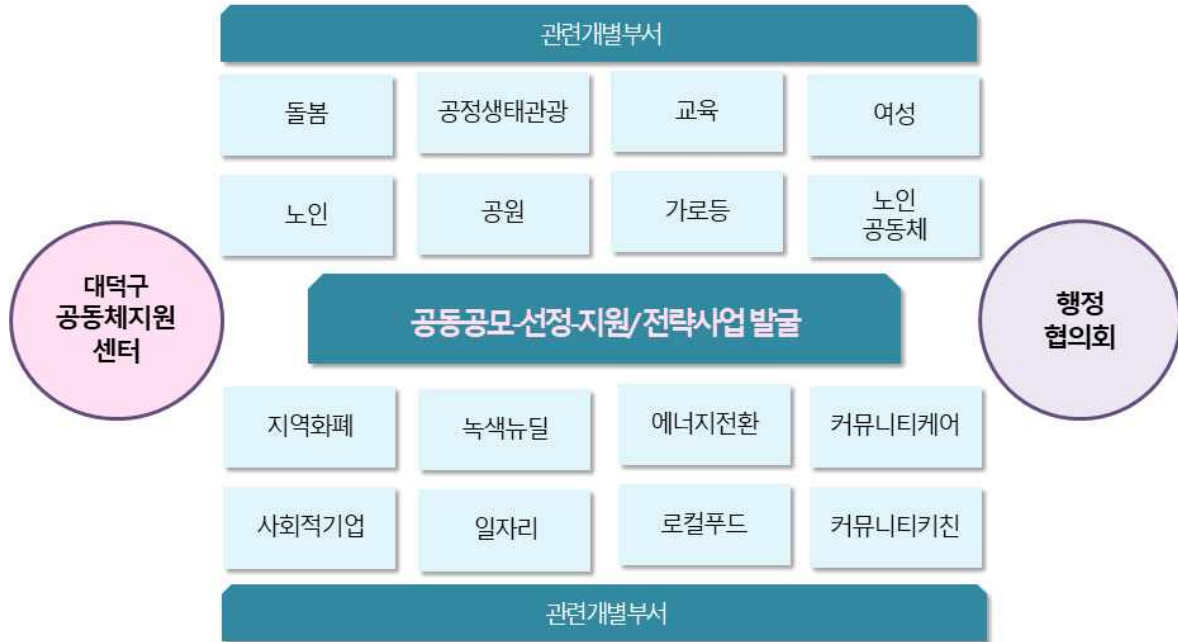 관련개별부서
돌봄
공정생태관광
교육
여성
노인
공원
가로등
노인
공동체
대덕구
공동체지원
센터
공동공모-선정-지원/전략사업 발굴
행정
협의회
지역화폐
녹색뉴딜
에너지전환
커뮤니티케어
사회적기업
일자리
로컬푸드
커뮤니티키친
관련개별부서